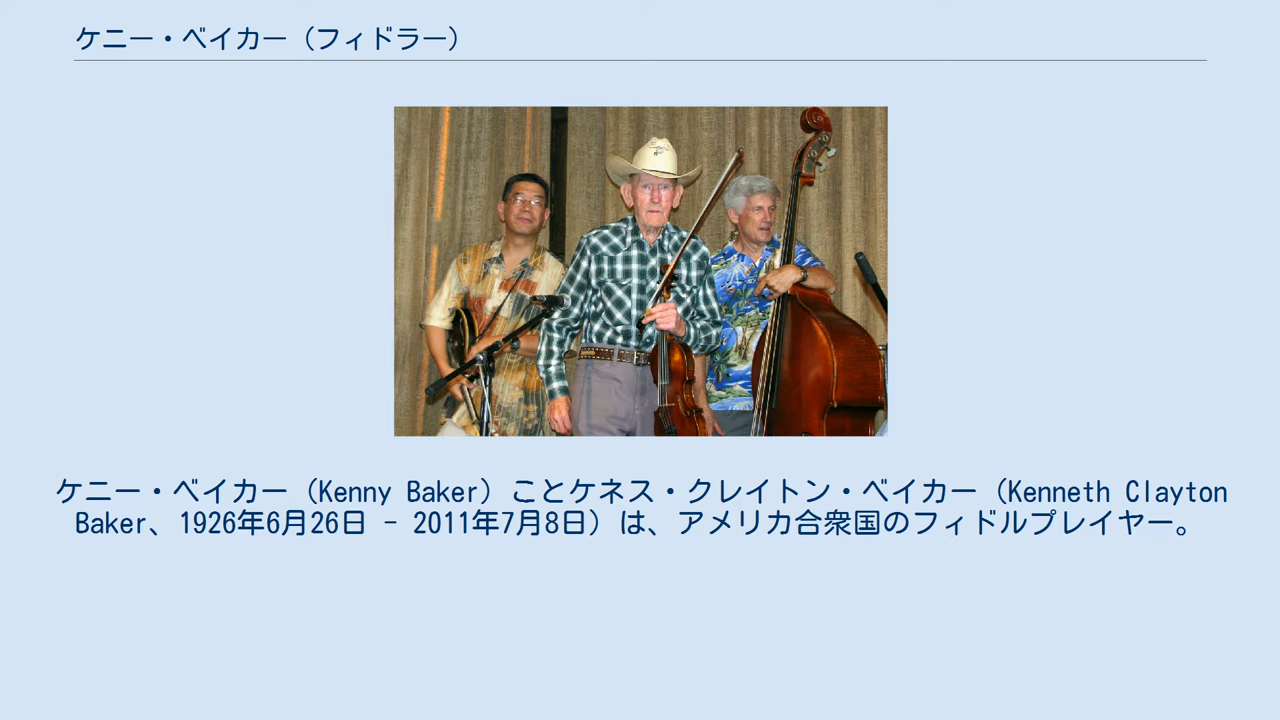 ケニー・ベイカー（フィドラー）
ケニー・ベイカー（Kenny Baker）ことケネス・クレイトン・ベイカー（Kenneth Clayton
Baker、1926年6月26日 - 2011年7月8日）は、アメリカ合衆国のフィドルプレイヤー。